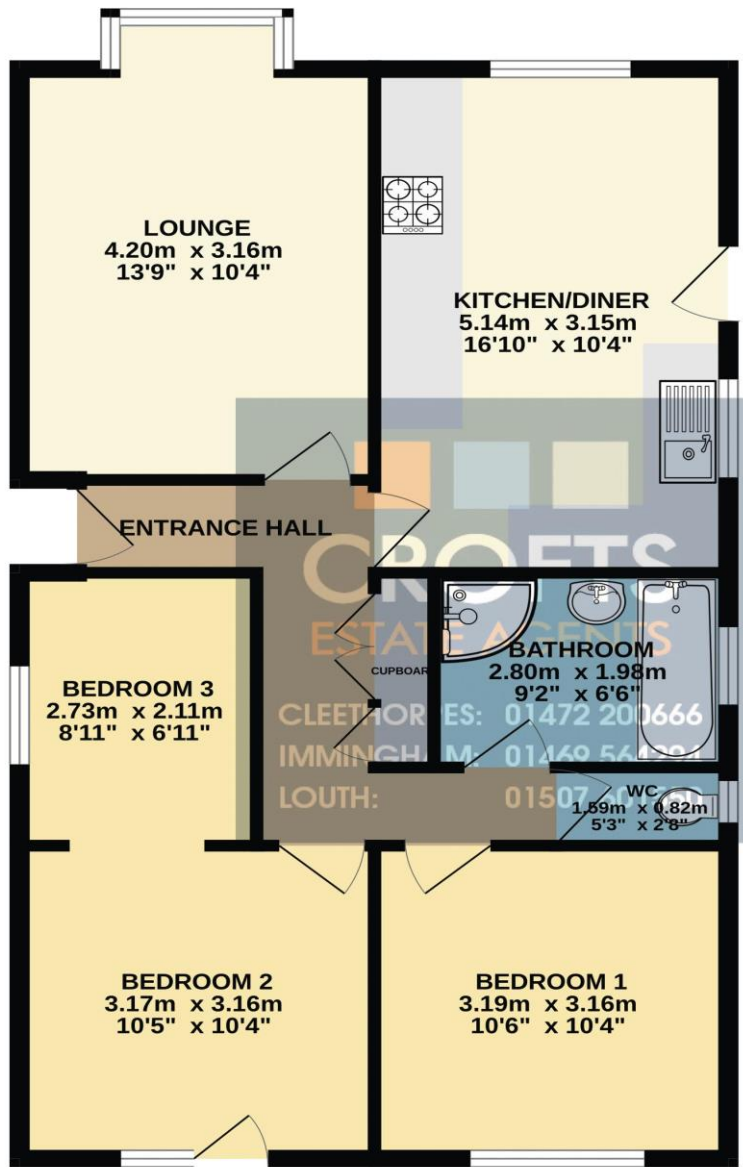 LOUNGE
4.20m x 3.16m
13'9" x 10'4"
KITCHEN/DINER
5.14m x 3.15m
16'10" x 10'4"
ENTRANCE HALL
CROFTS
ESTATE AGENTS
CUPBOARD
BATHROOM
2.80m x 1.98m
9'2" x 6'6"
BEDROOM 3
2.73m x 2.11m
8'11" x 6'11"
CLEETHORPES: 01472 200666
IMMINGHAM: 01469 564294
LOUTH: 01507
WC
1.59m x 0.82m
5'3" x 2'8"
BEDROOM 2
3.17m x 3.16m
10'5" x 10'4"
BEDROOM 1
3.19m x 3.16m
10'6" x 10'4"